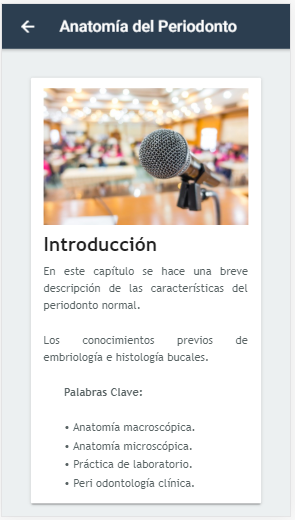 Anatomía del Periodonto
Introducción
En este capítulo se hace una breve
descripción de las características del
periodonto normal.
Los conocimientos previos de
embriología e histología bucales.
Palabras Clave:
• Anatomía macroscópica.
• Anatomía microscópica.
• Práctica de laboratorio.
• Peri odontología clínica.